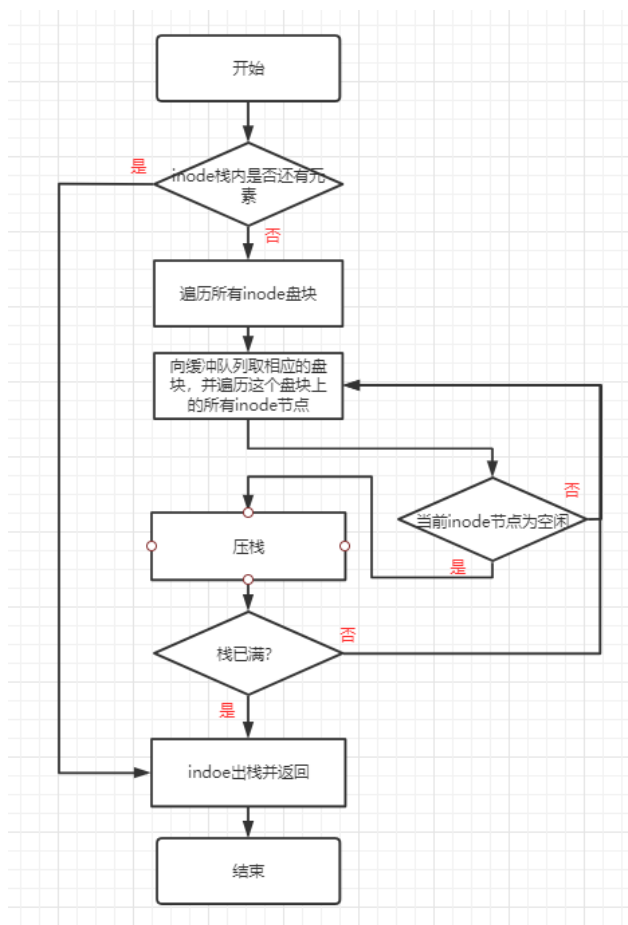 开始
是
inode栈内是否还有元
素
否
遍历所有inode盘块
向缓冲队列取相应的盘
块，并遍历这个盘块上
的所有inode节点
否
当前inode节点为空闲
是
压栈
否
栈已满?
是
indoe出栈并返回
结束